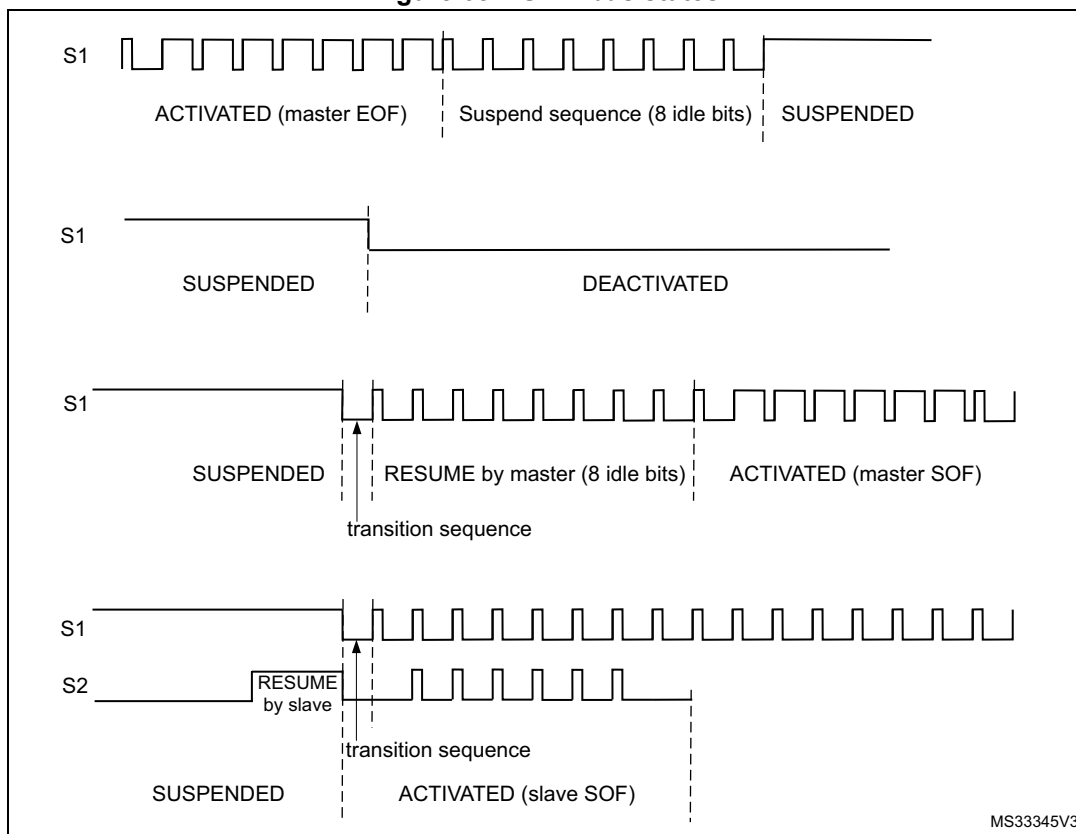 S1
ACTIVATED (master EOF)
Suspend sequence (8 idle bits)
SUSPENDED
S1
SUSPENDED
DEACTIVATED
S1
SUSPENDED
RESUME by master (8 idle bits)
ACTIVATED (master SOF)
transition sequence
S1
S2
RESUME
by slave
transition sequence
SUSPENDED
ACTIVATED (slave SOF)
MS33345V3